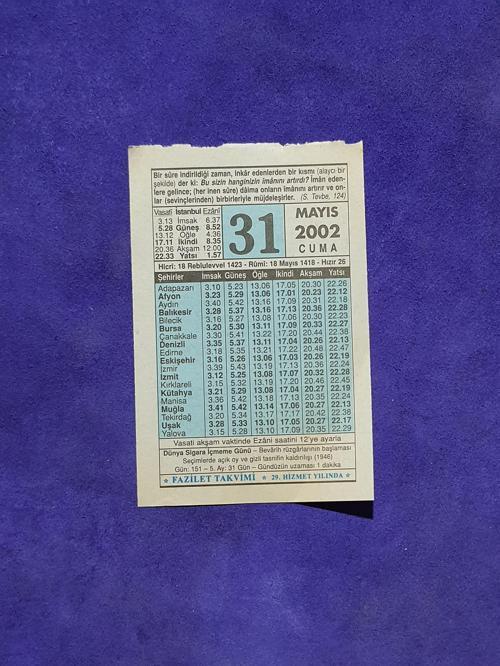 Bir sûre indirildiği zaman, inkâr edenlerden bir kısmı (alaycı bir
şekilde) der ki: Bu sizin hanginizin imânını artırdı? İmân eden-
lere gelince; (her inen sûre) dâima onların imânını artırır ve on-
lar (sevinçlerinden) birbirleriyle müjdeleşirler. (S. Tevbe, 124)
Vasati İstanbul Ezânî
3.13 İmsak 6.37
5.28 Güneş 8.52
13.12 Öğle 4.36
17.11 İkindi 8.35
20.36 Akşam 12.00
22.33 Yatsı 1.57
31
MAYIS
2002
CUMA
Hicrî: 18 Rebiulevvel 1423 - Rûmî: 18 Mayıs 1418 - Hızır 26
Şehirler İmsak Güneş Öğle İkindi Akşam Yatsı
Adapazarı 3.10 5.23 13.06 17.05 20.30 22.26
Afyon 3.23 5.29 13.06 17.01 20.23 22.12
Aydın 3.40 5.42 13.16 17.09 20.31 22.18
Balıkesir 3.28 5.37 13.16 17.13 20.36 22.28
Bilecik 3.16 5.27 13.08 17.06 20.30 22.23
Bursa 3.20 5.30 13.11 17.09 20.33 22.27
Çanakkale 3.30 5.41 13.22 17.20 20.44 22.38
Denizli 3.35 5.37 13.11 17.04 20.26 22.13
Edirne 3.18 5.35 13.21 17.22 20.48 22.47
Eskişehir 3.16 5.26 13.06 17.03 20.26 22.19
İzmir 3.39 5.43 13.19 17.13 20.36 22.24
İzmit 3.12 5.25 13.08 17.07 20.32 22.28
Kırklareli 3.15 5.32 13.19 17.20 20.46 22.45
Kütahya 3.21 5.29 13.08 17.04 20.27 22.19
Manisa 3.36 5.42 13.18 17.13 20.35 22.24
Muğla 3.41 5.42 13.14 17.06 20.27 22.13
Tekirdağ 3.20 5.34 13.17 17.17 20.42 22.38
Uşak 3.28 5.33 13.10 17.05 20.27 22.17
Yalova 3.15 5.28 13.10 17.09 20.35 22.29
Vasati akşam vaktinde Ezâni saatini 12'ye ayarla
Dünya Sigara İçmeme Günü – Bevârih rüzgârlarının başlaması
Seçimlerde açık oy ve gizli tasnifin kaldırılışı (1946)
Gün: 151 – 5. Ay: 31 Gün – Gündüzün uzaması 1 dakika
★ FAZİLET TAKVİMİ ★ 29. HİZMET YILINDA ★